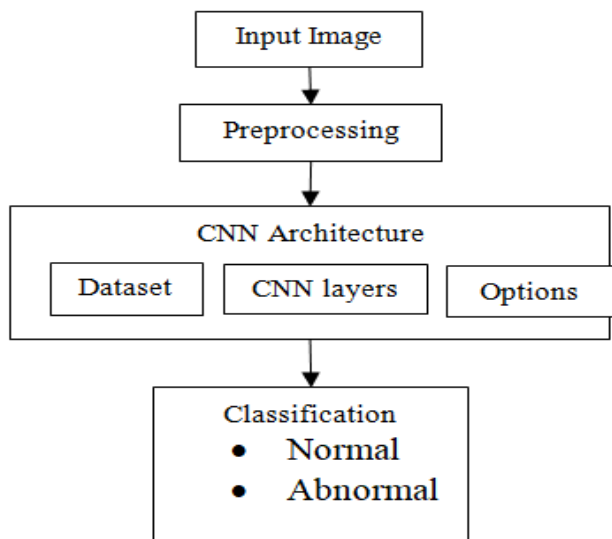 Input Image
Preprocessing
CNN Architecture
Dataset
CNN layers
Options
Classification
• Normal
• Abnormal